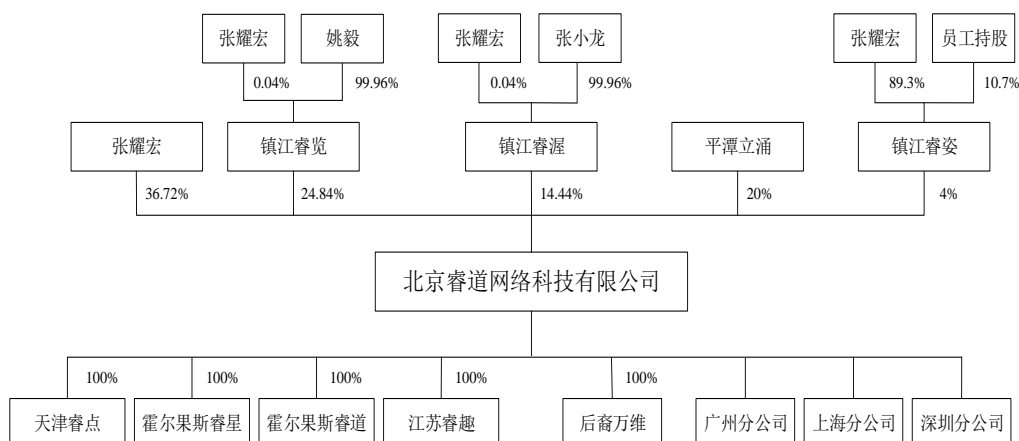 张耀宏 姚毅 张耀宏 张小龙 张耀宏 员工持股
0.04% 99.96% 0.04% 99.96% 89.3% 10.7%
张耀宏 镇江睿览 镇江睿渥 平潭立涌 镇江睿姿
36.72% 24.84% 14.44% 20% 4%
北京睿道网络科技有限公司
100% 100% 100% 100% 100%
天津睿点 霍尔果斯睿星 霍尔果斯睿道 江苏睿趣 后裔万维 广州分公司 上海分公司 深圳分公司